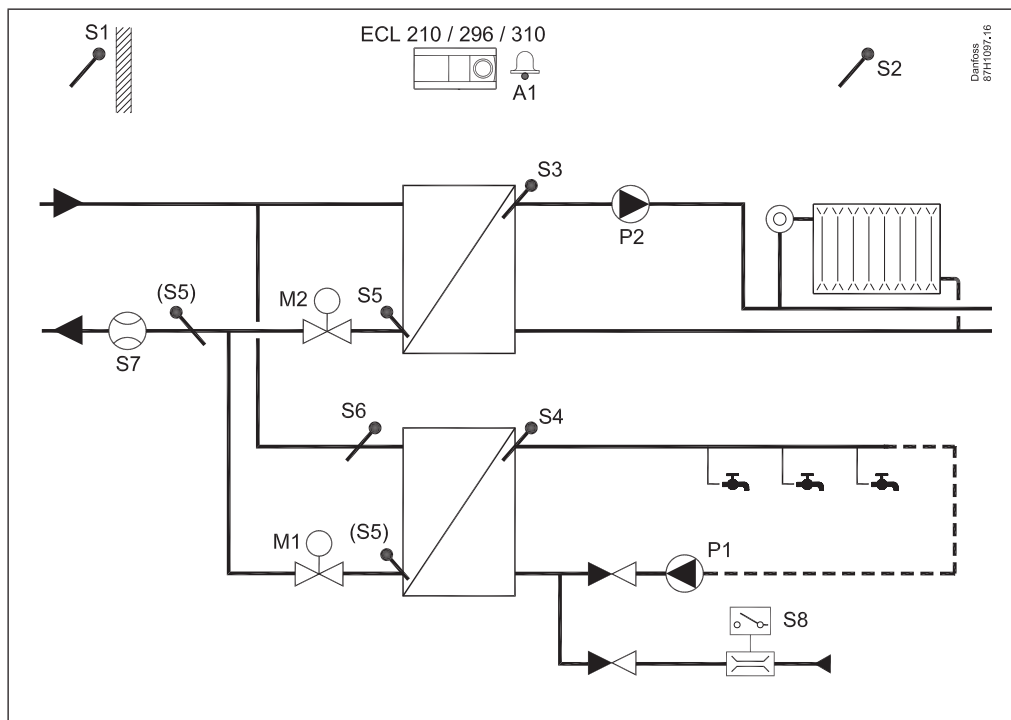 S1
ECL 210 / 296 / 310
A1
S2
Danfoss
87H1097.16
S3
P2
(S5)
M2
S5
S7
S6
S4
M1
(S5)
P1
S8